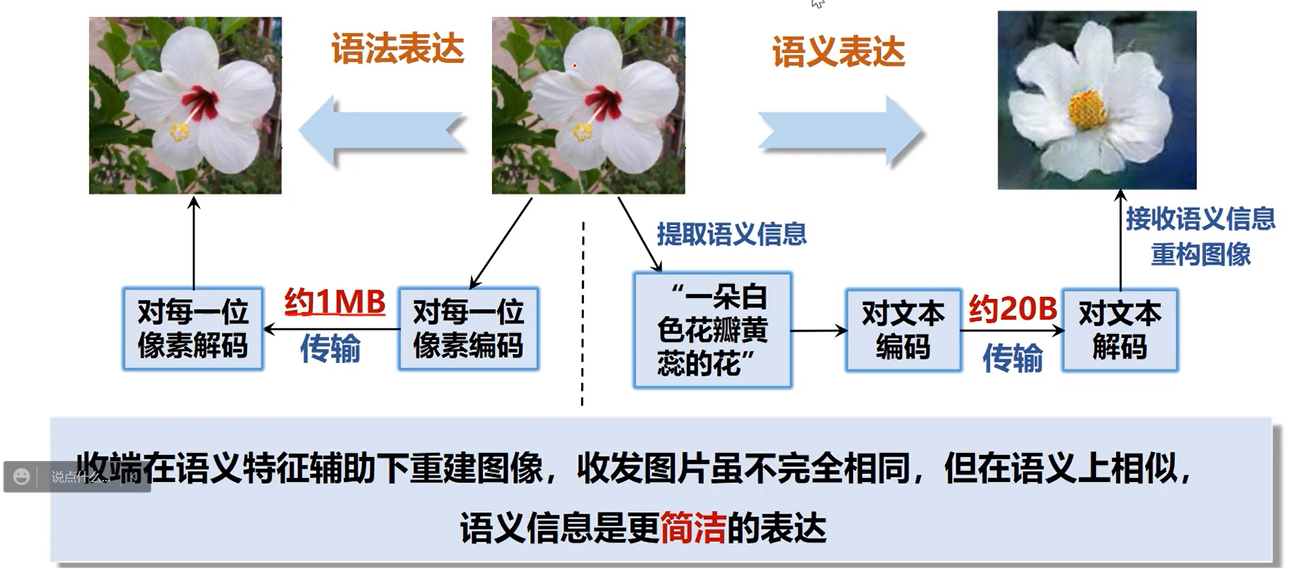 语法表达
语义表达
提取语义信息
接收语义信息
重构图像
对每一位
像素解码
约1MB
传输
对每一位
像素编码
“一朵白
色花瓣黄
蕊的花”
对文本
编码
约20B
传输
对文本
解码
收端在语义特征辅助下重建图像，收发图片虽不完全相同，但在语义上相似，
说点什么...
语义信息是更简洁的表达